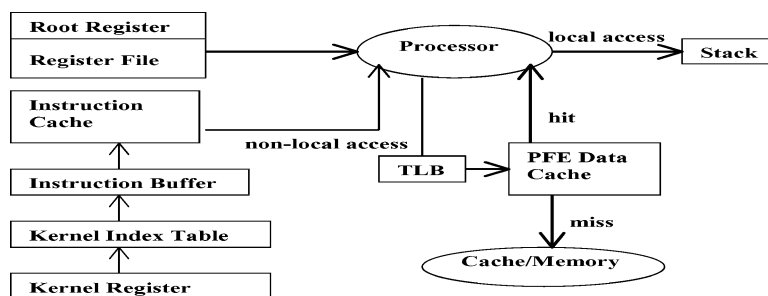 Root Register
Register File
Processor
local access
Stack
Instruction
Cache
non-local access
hit
TLB
PFE Data
Cache
Instruction Buffer
miss
Kernel Index Table
Cache/Memory
Kernel Register